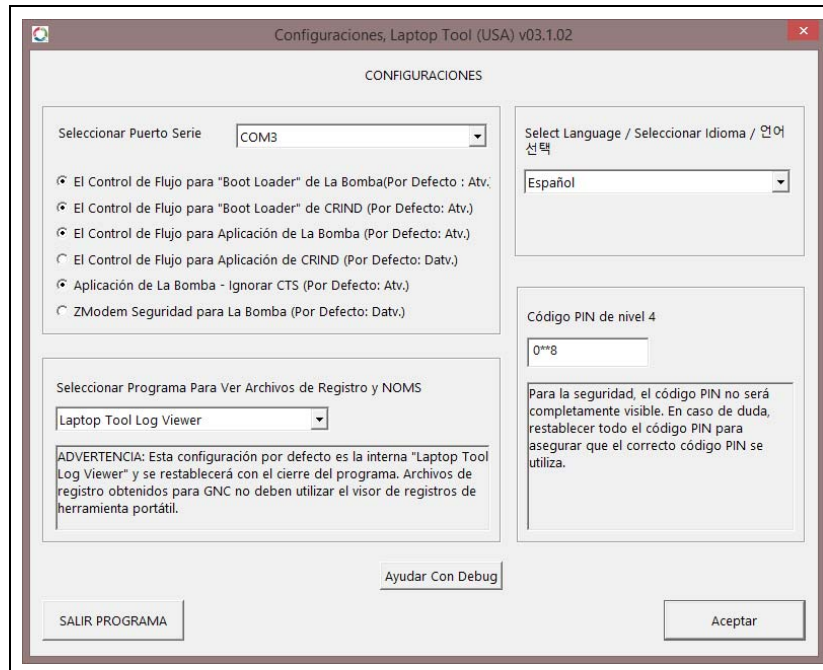 Configuraciones, Laptop Tool (USA) v03.1.02
CONFIGURACIONES
Seleccionar Puerto Serie
COM3
El Control de Flujo para "Boot Loader" de La Bomba(Por Defecto : Atv.
El Control de Flujo para "Boot Loader" de CRIND (Por Defecto: Atv.)
El Control de Flujo para Aplicación de La Bomba (Por Defecto: Atv.)
El Control de Flujo para Aplicación de CRIND (Por Defecto: Datv.)
Aplicación de La Bomba - Ignorar CTS (Por Defecto: Atv.)
ZModem Seguridad para La Bomba (Por Defecto: Datv.)
Select Language / Seleccionar Idioma / 언어
선택
Español
Seleccionar Programa Para Ver Archivos de Registro y NOMS
Laptop Tool Log Viewer
ADVERTENCIA: Esta configuración por defecto es la interna "Laptop Tool
Log Viewer" y se restablecerá con el cierre del programa. Archivos de
registro obtenidos para GNC no deben utilizar el visor de registros de
herramienta portátil.
Código PIN de nivel 4
0**8
Para la seguridad, el código PIN no será
completamente visible. En caso de duda,
restablecer todo el código PIN para
asegurar que el correcto código PIN se
utiliza.
Ayudar Con Debug
SALIR PROGRAMA
Aceptar